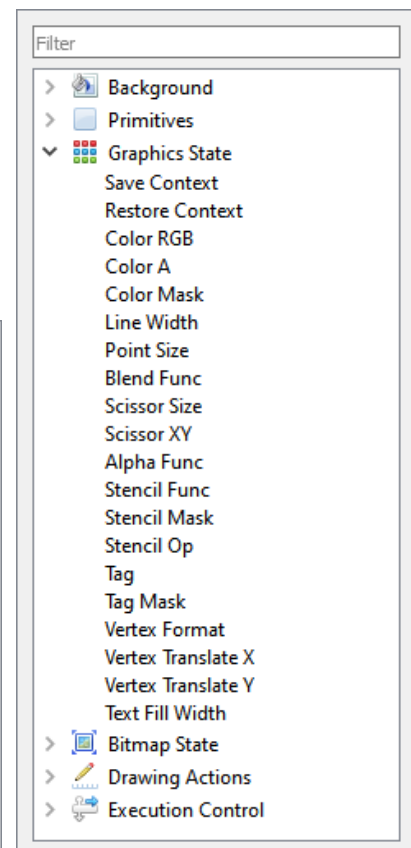 Filter
Background
Primitives
Graphics State
Save Context
Restore Context
Color RGB
Color A
Color Mask
Line Width
Point Size
Blend Func
Scissor Size
Scissor XY
Alpha Func
Stencil Func
Stencil Mask
Stencil Op
Tag
Tag Mask
Vertex Format
Vertex Translate X
Vertex Translate Y
Text Fill Width
Bitmap State
Drawing Actions
Execution Control